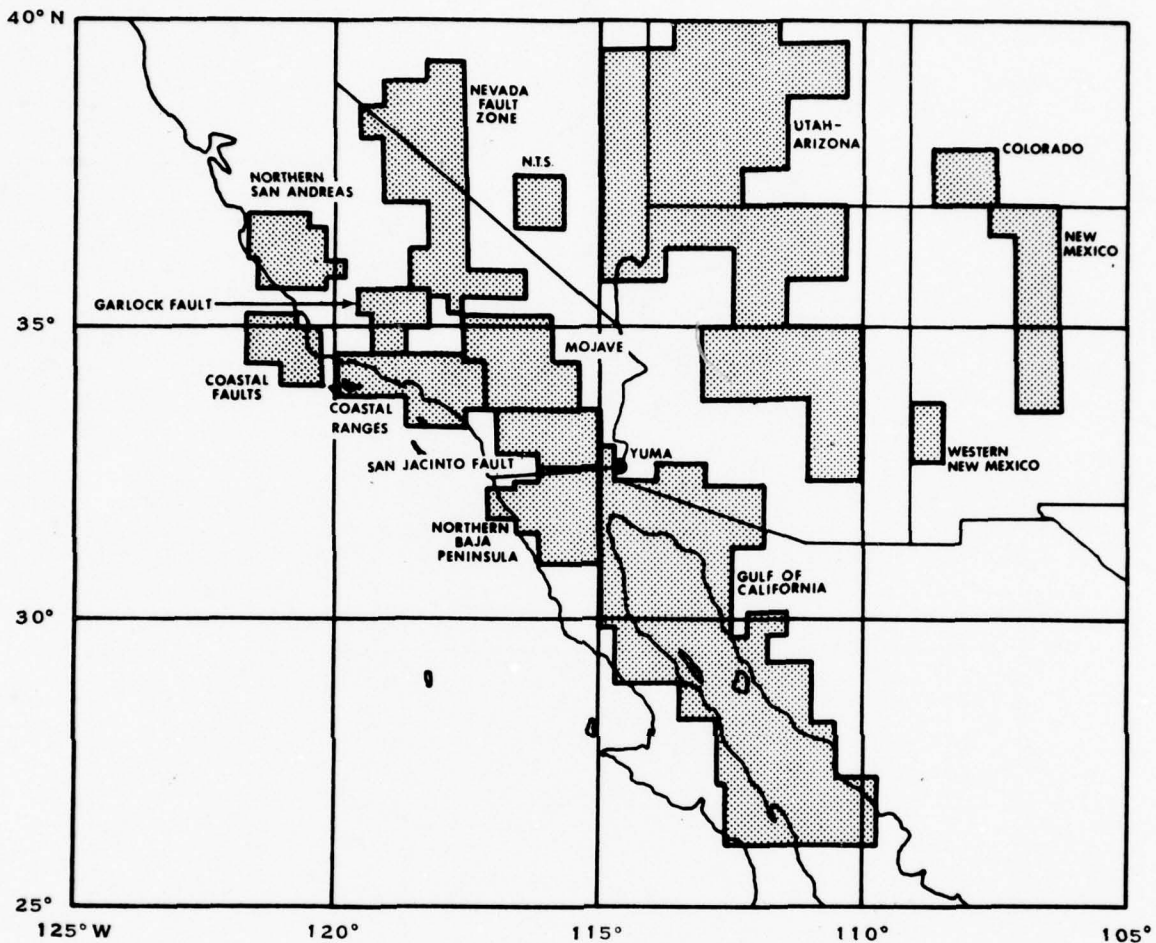 40° N
NEVADA
FAULT
ZONE
UTAH-
ARIZONA
COLORADO
N.T.S.
NORTHERN
SAN ANDREAS
NEW
MEXICO
GARLOCK FAULT
35°
MOJAVE
COASTAL
FAULTS
COASTAL
RANGES
SAN JACINTO FAULT
YUMA
WESTERN
NEW MEXICO
NORTHERN
BAJA
PENINSULA
GULF OF
CALIFORNIA
30°
25°
125° W
120°
115°
110°
105°